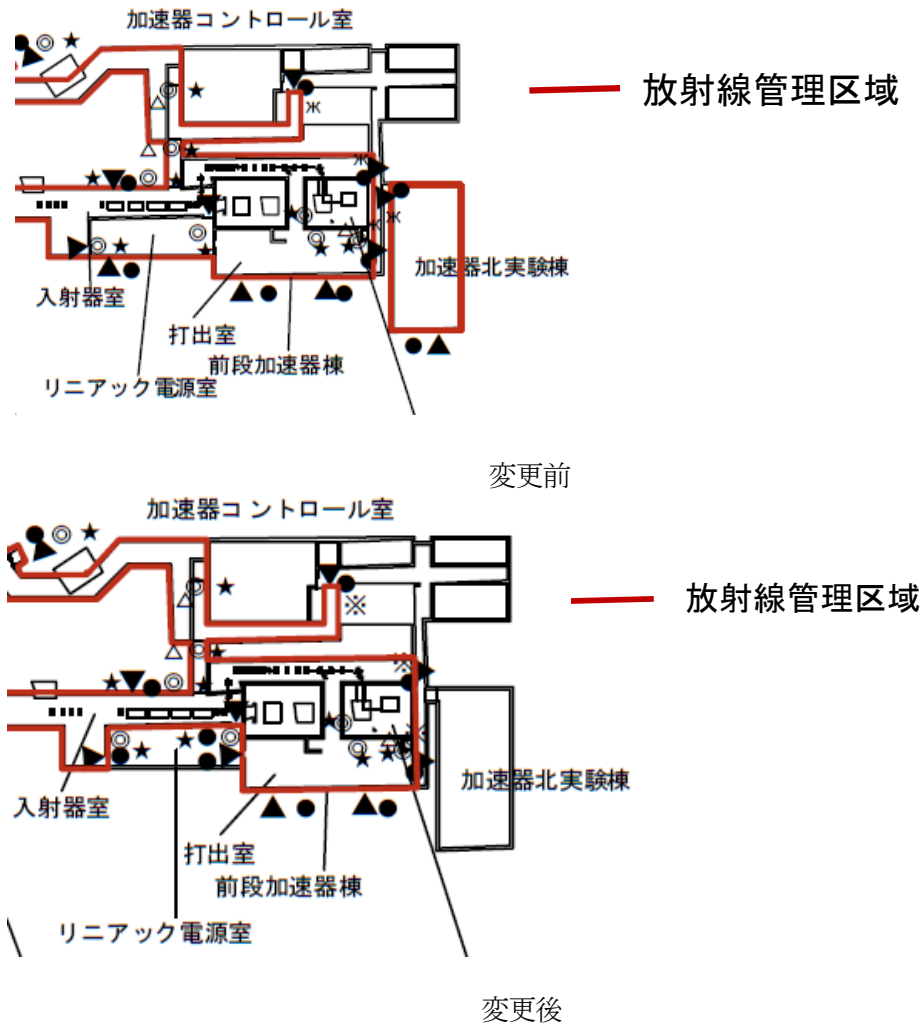 加速器コントロール室
放射線管理区域
加速器北実験棟
入射器室
打出室
前段加速器棟
リニアック電源室
変更前
加速器コントロール室
放射線管理区域
加速器北実験棟
入射器室
打出室
前段加速器棟
リニアック電源室
変更後